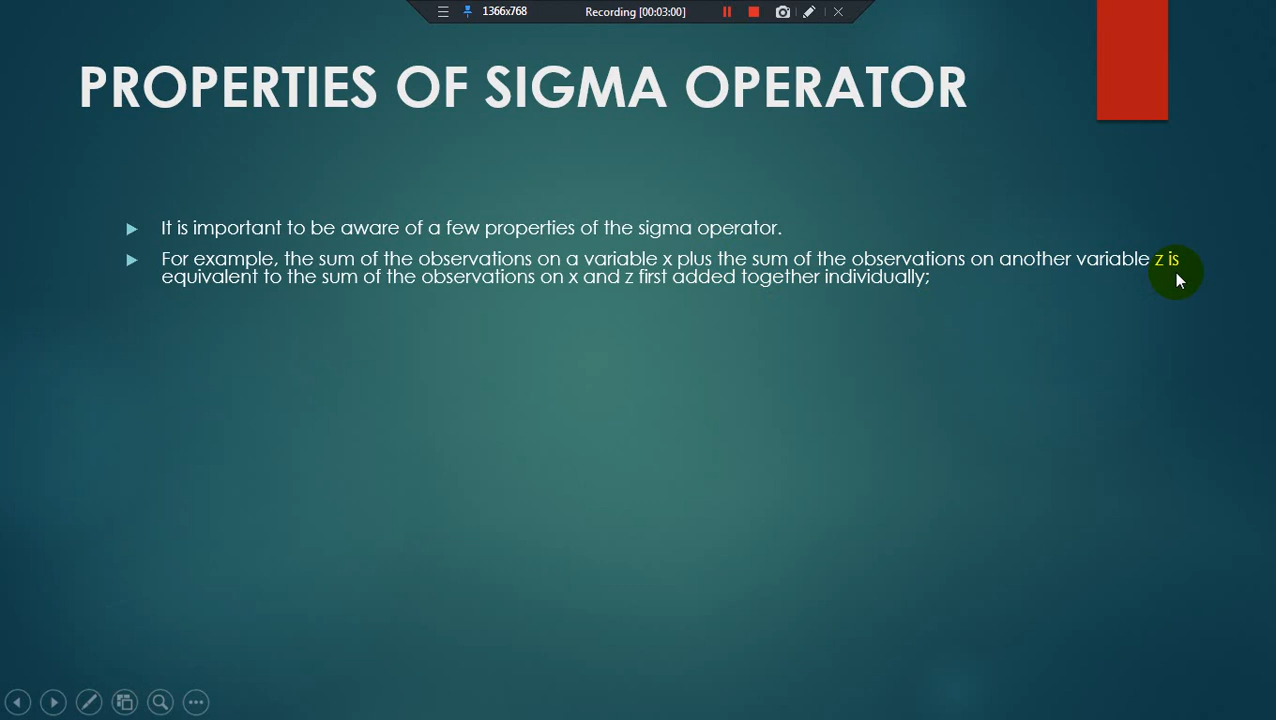 1366x768
Recording [00:03:00]
PROPERTIES OF SIGMA OPERATOR
It is important to be aware of a few properties of the sigma operator.
For example, the sum of the observations on a variable x plus the sum of the observations on another variable z is
equivalent to the sum of the observations on x and z first added together individually;